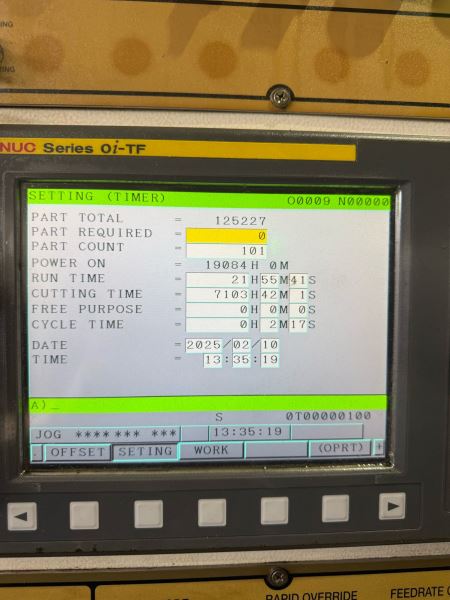 ING
NG
NUC Series 0i-TF
SETTING (TIMER) O0009 N00000
PART TOTAL = 125227
PART REQUIRED = 0
PART COUNT = 101
POWER ON = 19084H 0M
RUN TIME = 21H55M41S
CUTTING TIME = 7103H42M 1S
FREE PURPOSE = 0H 0M 0S
CYCLE TIME = 0H 2M17S
DATE = 2025/02/10
TIME = 13:35:19
A)_
S 0T00000100
JOG **** *** *** 13:35:19
OFFSET SETING WORK (OPRT) +
RAPID OVERRIDE FEEDRATE